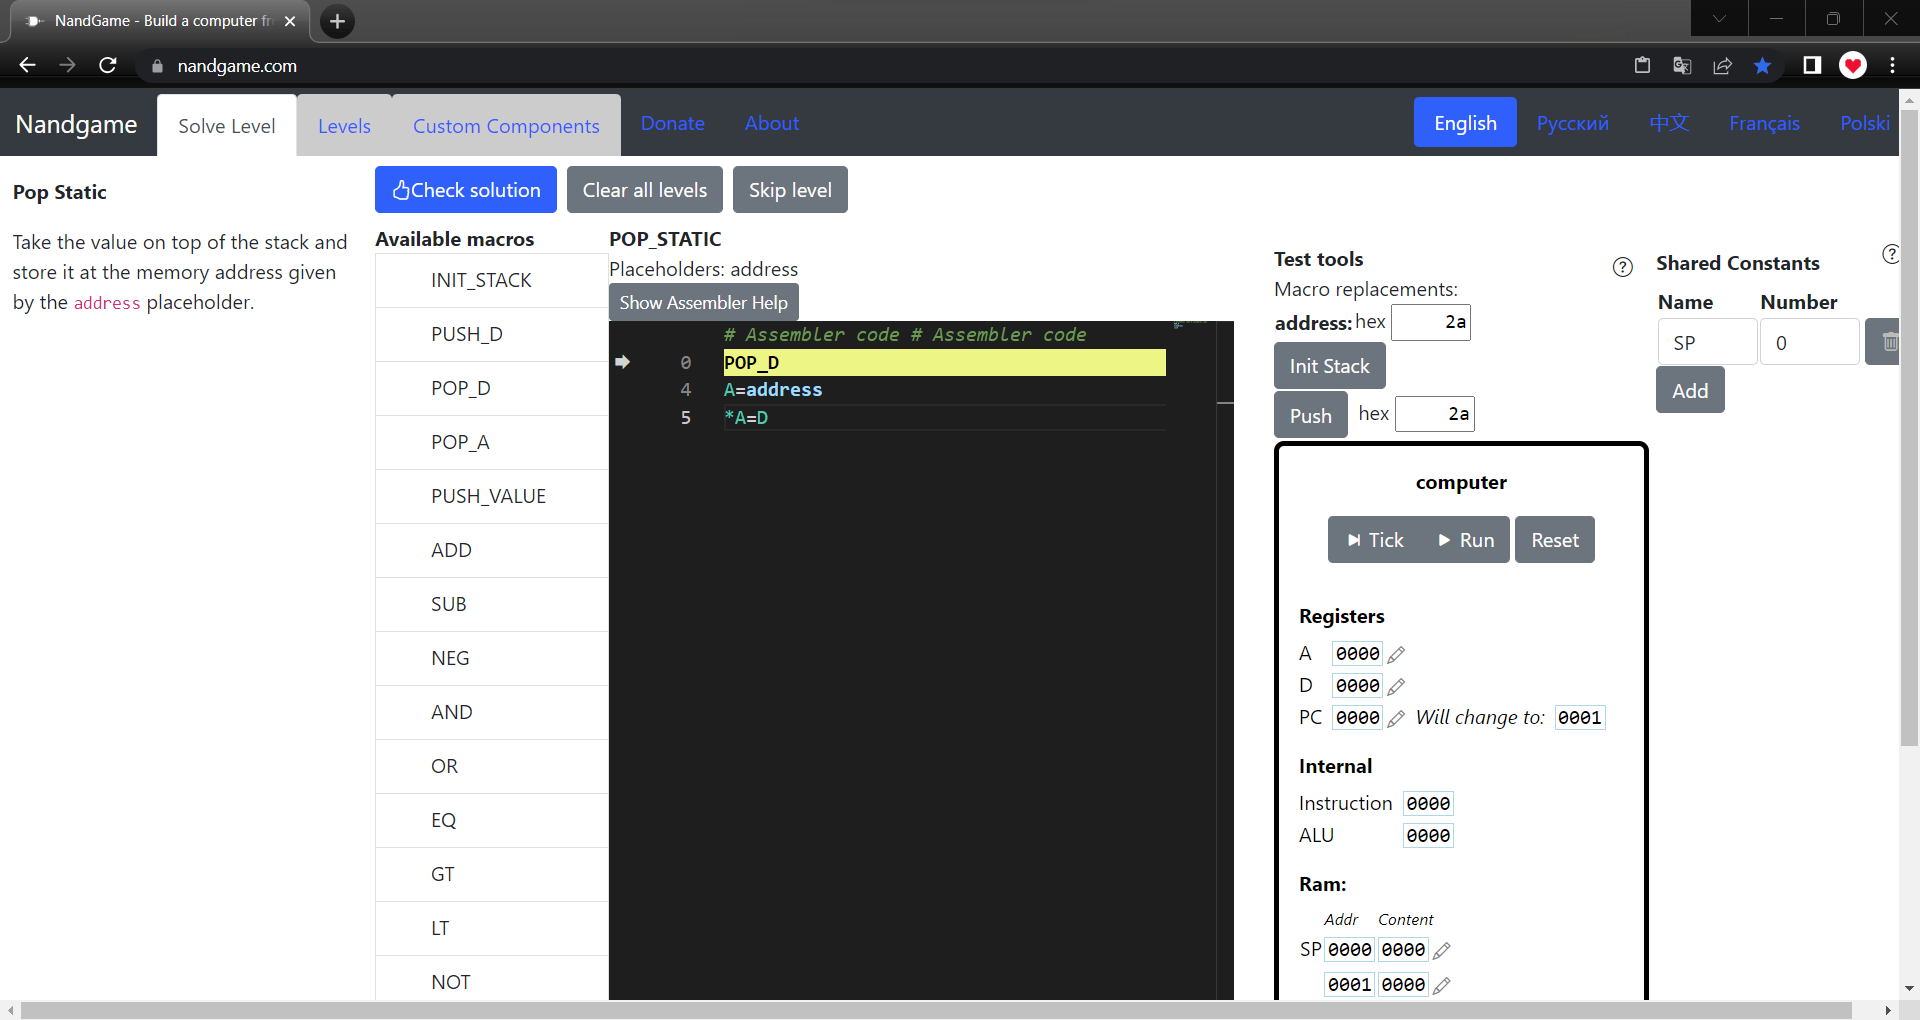 NandGame - Build a computer fr
nandgame.com
Nandgame
Solve Level
Levels
Custom Components
Donate
About
English
Русский
中文
Français
Polski
Pop Static
Take the value on top of the stack and
store it at the memory address given
by the address placeholder.
Check solution
Clear all levels
Skip level
Available macros
INIT_STACK
PUSH_D
POP_D
POP_A
PUSH_VALUE
ADD
SUB
NEG
AND
OR
EQ
GT
LT
NOT
POP_STATIC
Placeholders: address
Show Assembler Help
# Assembler code # Assembler code
0 POP_D
4 A=address
5 *A=D
Test tools
?
Macro replacements:
address: hex 2a
Init Stack
Push hex 2a
computer
Tick
Run
Reset
Registers
A 0000
D 0000
PC 0000 Will change to: 0001
Internal
Instruction 0000
ALU 0000
Ram:
Addr Content
SP 0000 0000
0001 0000
Shared Constants
?
Name Number
SP 0
Add